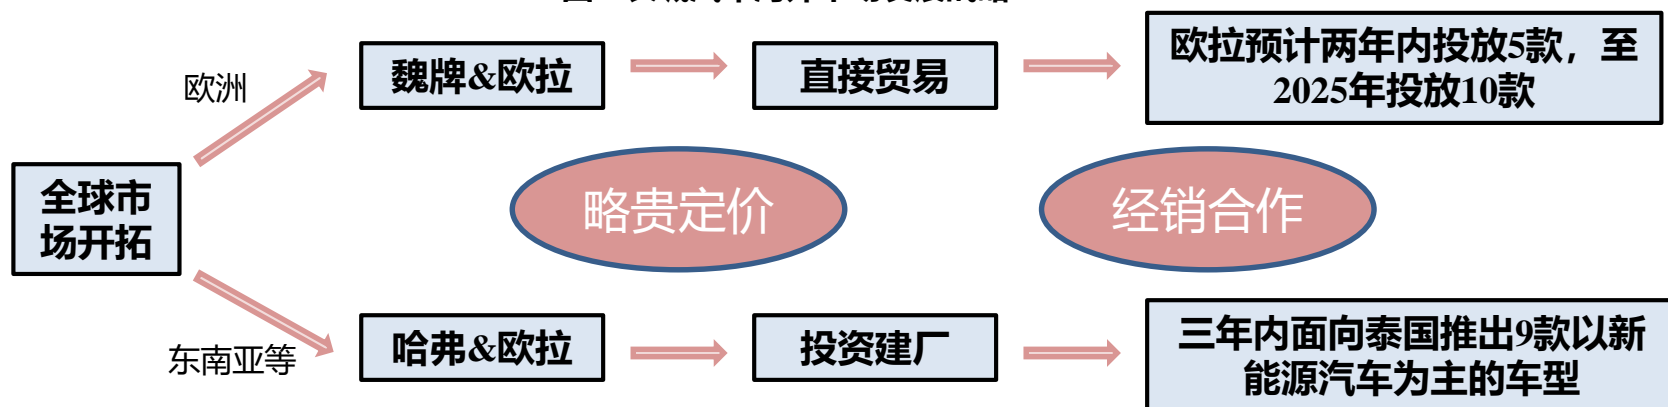 欧洲
魏牌&欧拉
直接贸易
欧拉预计两年内投放5款，至
2025年投放10款
全球市
场开拓
略贵定价
经销合作
东南亚等
哈弗&欧拉
投资建厂
三年内面向泰国推出9款以新
能源汽车为主的车型